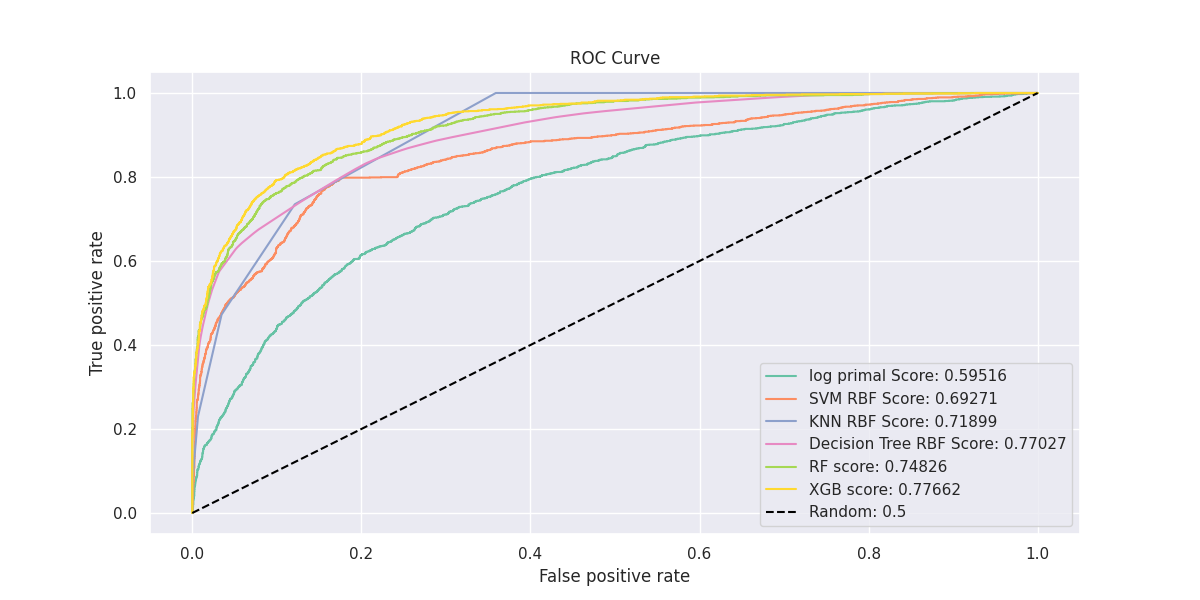 ROC Curve
1.0
0.8
0.6
0.4
0.2
0.0
True positive rate
0.0 0.2 0.4 0.6 0.8 1.0
False positive rate
log primal Score: 0.59516
SVM RBF Score: 0.69271
KNN RBF Score: 0.71899
Decision Tree RBF Score: 0.77027
RF score: 0.74826
XGB score: 0.77662
Random: 0.5